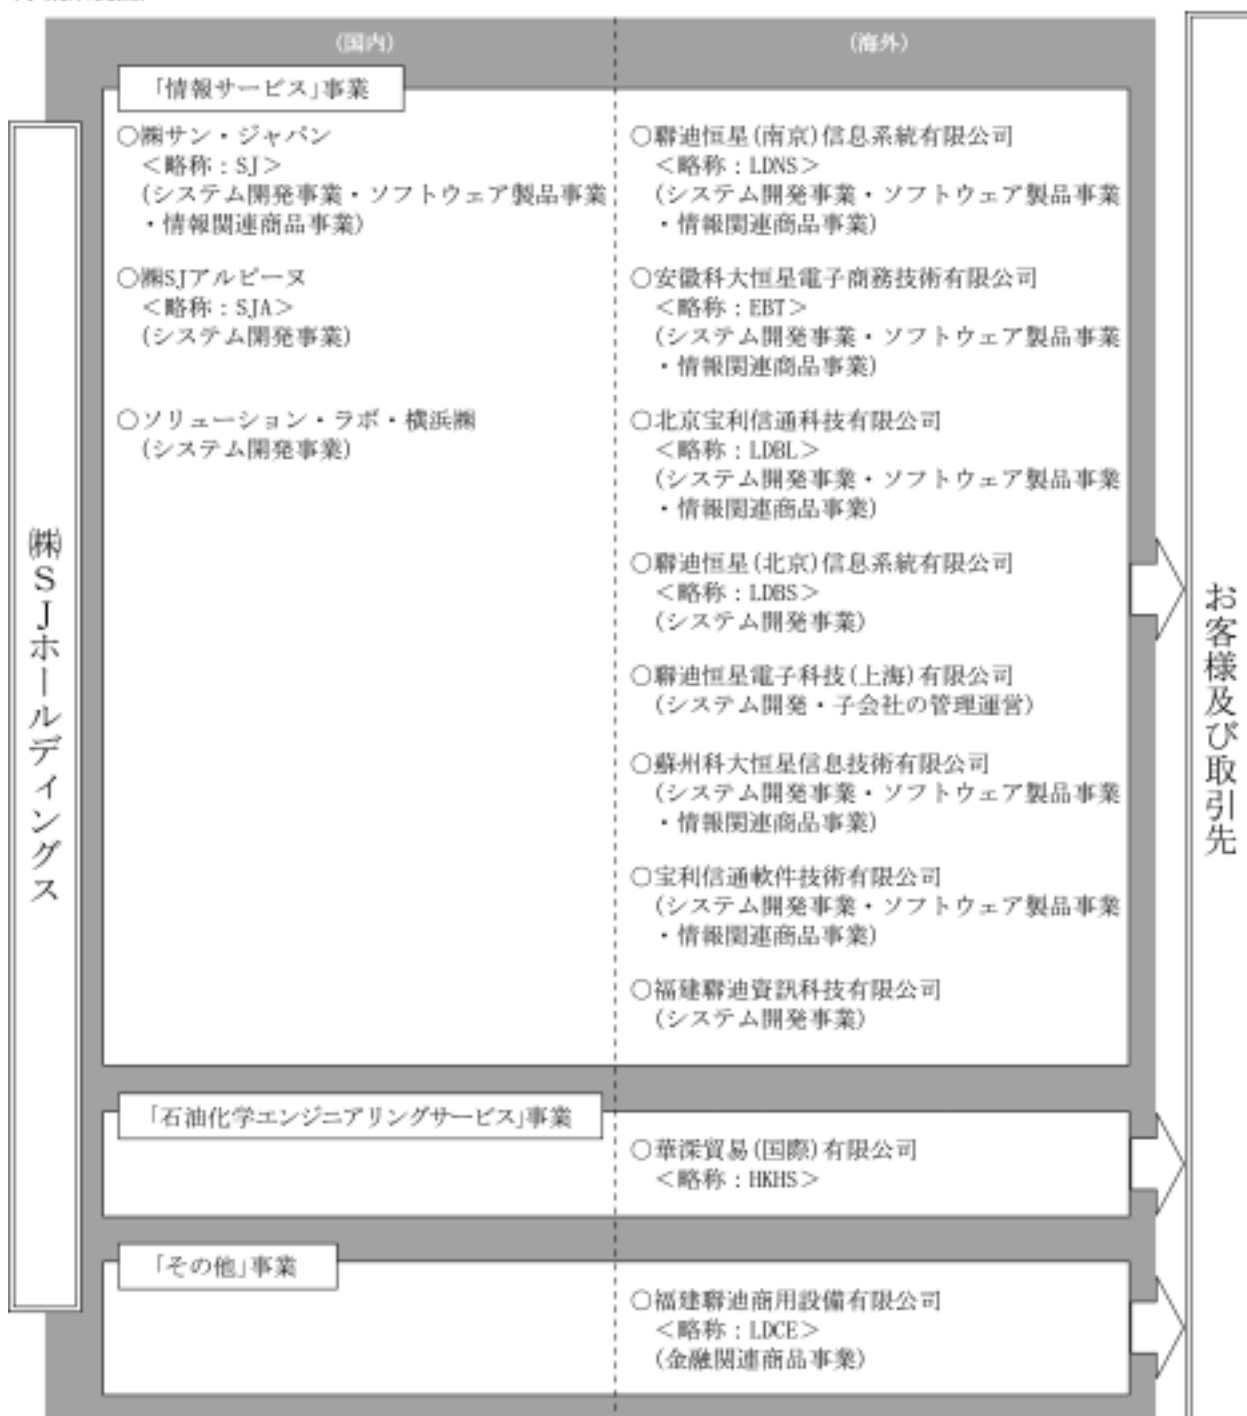 (国内)
(海外)
「情報サービス」事業
○㈱サン・ジャパン
＜略称：SJ＞
(システム開発事業・ソフトウェア製品事業
・情報関連商品事業)
○㈱SJアルピーヌ
＜略称：SJA＞
(システム開発事業)
○ソリューション・ラボ・横浜㈱
(システム開発事業)
○聯迪恒星(南京)信息系統有限公司
＜略称：LDNS＞
(システム開発事業・ソフトウェア製品事業
・情報関連商品事業)
○安徽科大恒星電子商務技術有限公司
＜略称：EBT＞
(システム開発事業・ソフトウェア製品事業
・情報関連商品事業)
○北京宝利信通科技有限公司
＜略称：LDBL＞
(システム開発事業・ソフトウェア製品事業
・情報関連商品事業)
○聯迪恒星(北京)信息系統有限公司
＜略称：LDBS＞
(システム開発事業)
○聯迪恒星電子科技(上海)有限公司
(システム開発・子会社の管理運営)
○蘇州科大恒星信息技術有限公司
(システム開発事業・ソフトウェア製品事業
・情報関連商品事業)
○宝利信通軟件技術有限公司
(システム開発事業・ソフトウェア製品事業
・情報関連商品事業)
○福建聯迪資訊科技有限公司
(システム開発事業)
「石油化学エンジニアリングサービス」事業
○華深貿易(国際)有限公司
＜略称：HKHS＞
「その他」事業
○福建聯迪商用設備有限公司
＜略称：LDCE＞
(金融関連商品事業)
㈱SJホールディングス
お客様及び取引先